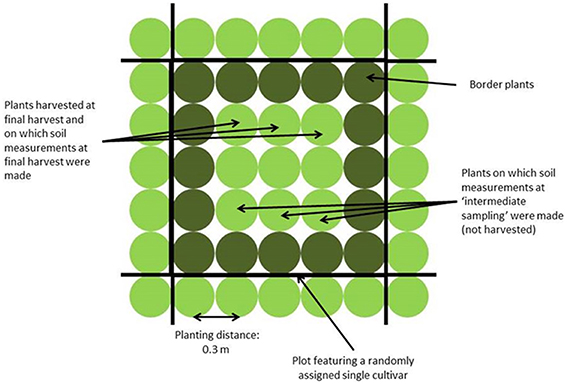 Border plants
Plants harvested at
final harvest and
on which soil
measurements at
final harvest were
made
Plants on which soil
measurements at
‘intermediate
sampling’ were made
(not harvested)
Planting distance:
0.3 m
Plot featuring a randomly
assigned single cultivar